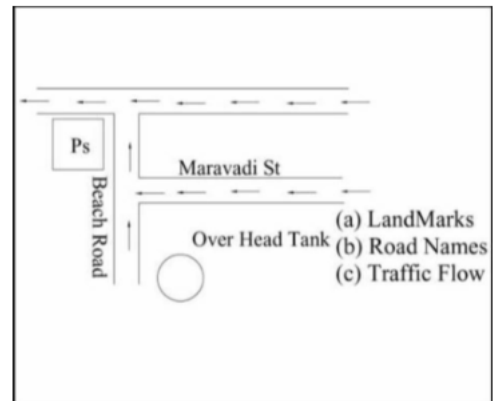 Ps
Maravadi St
Beach Road
Over Head Tank
(a) LandMarks
(b) Road Names
(c) Traffic Flow